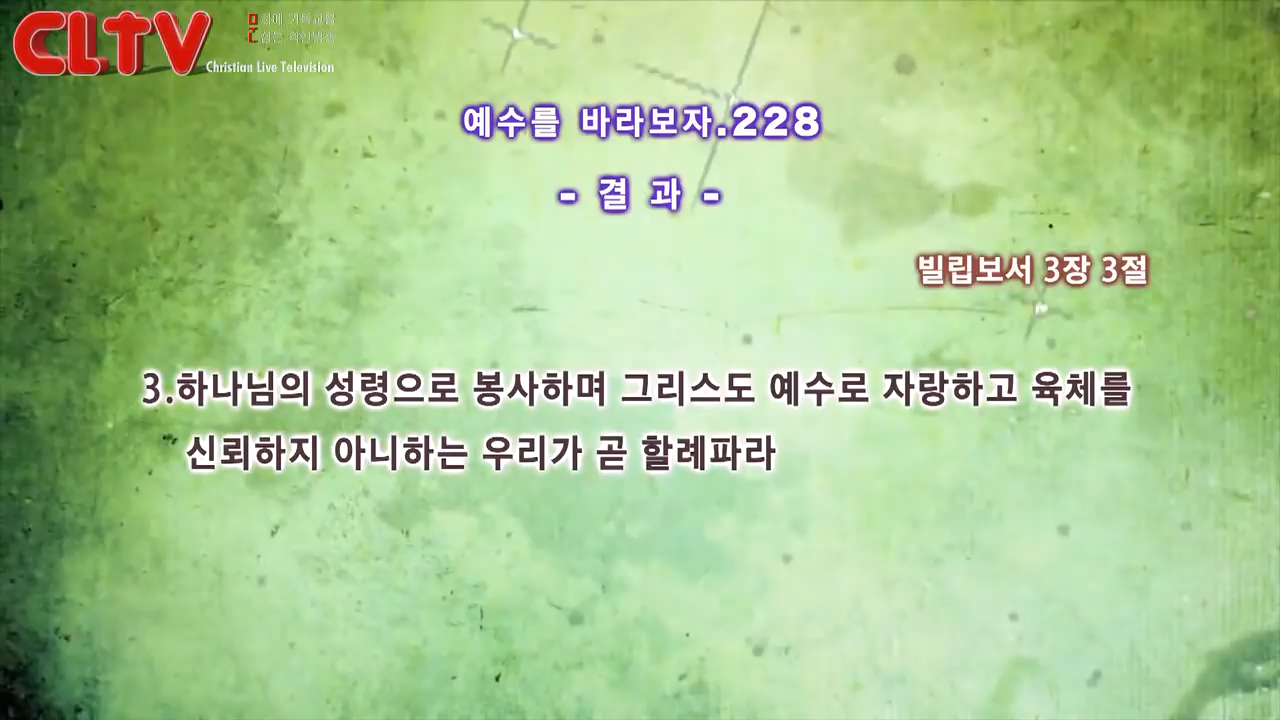 CLTV
Christian Live Television
예수를 바라보자.228
- 결 과 -
빌립보서 3장 3절
3.하나님의 성령으로 봉사하며 그리스도 예수로 자랑하고 육체를
신뢰하지 아니하는 우리가 곧 할례파라